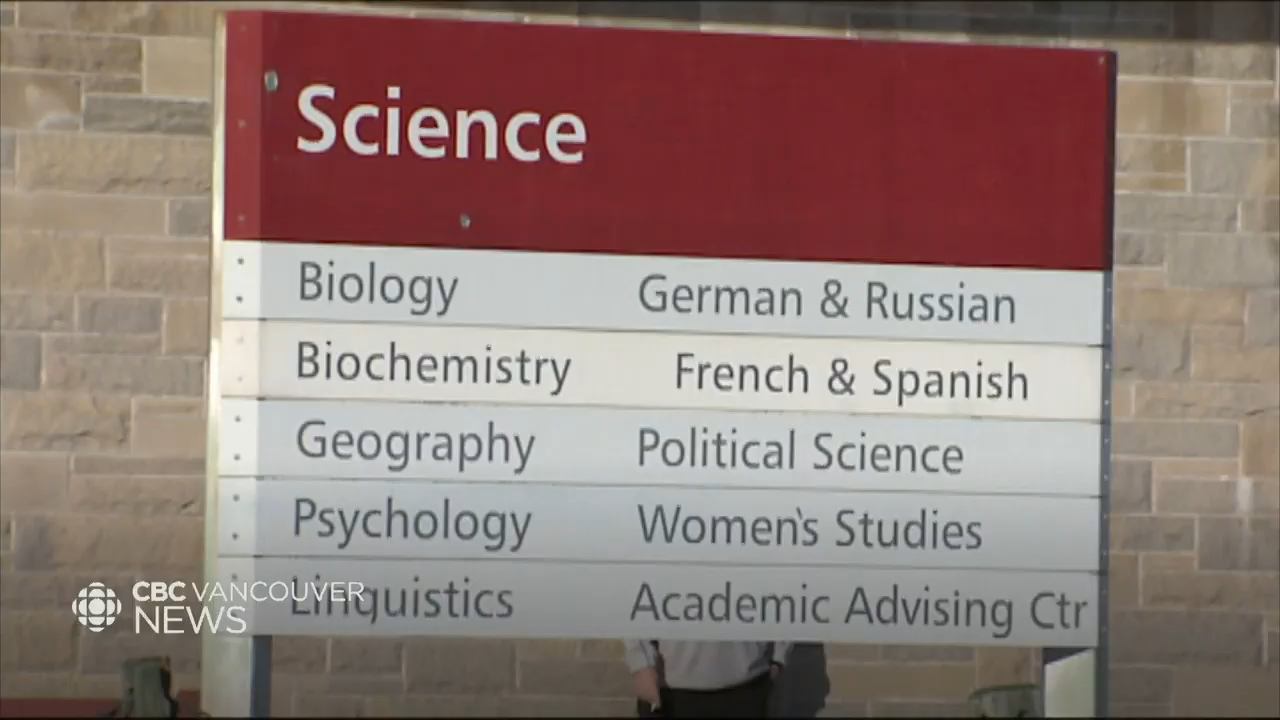 Science
Biology German & Russian
Biochemistry French & Spanish
Geography Political Science
Psychology Women's Studies
Linguistics Academic Advising Ctr
CBC VANCOUVER
NEWS